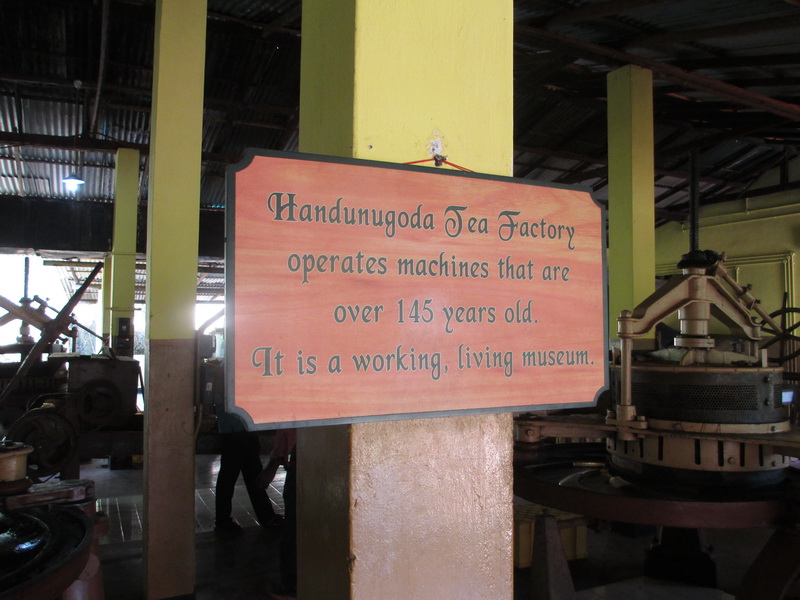 Handunugoda Tea Factory
operates machines that are
over 145 years old.
It is a working, living museum.